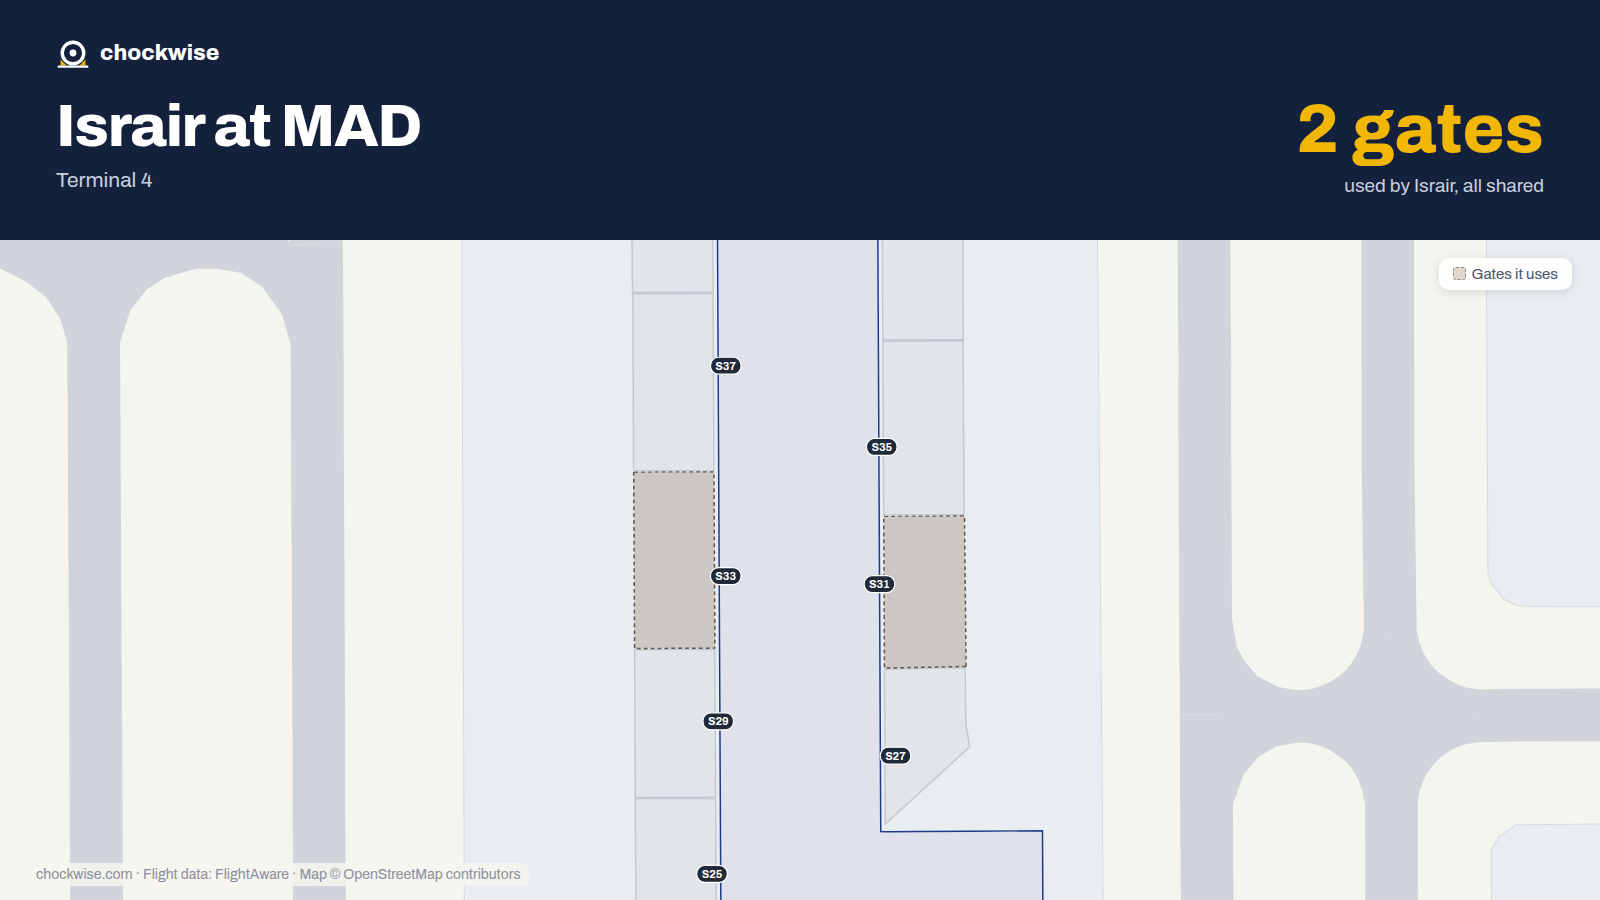 chockwise
Israir at MAD
Terminal 4
2 gates
used by Israir, all shared
Gates it uses
S37
S35
S33
S31
S29
S27
S25
chockwise.com · Flight data: FlightAware · Map © OpenStreetMap contributors